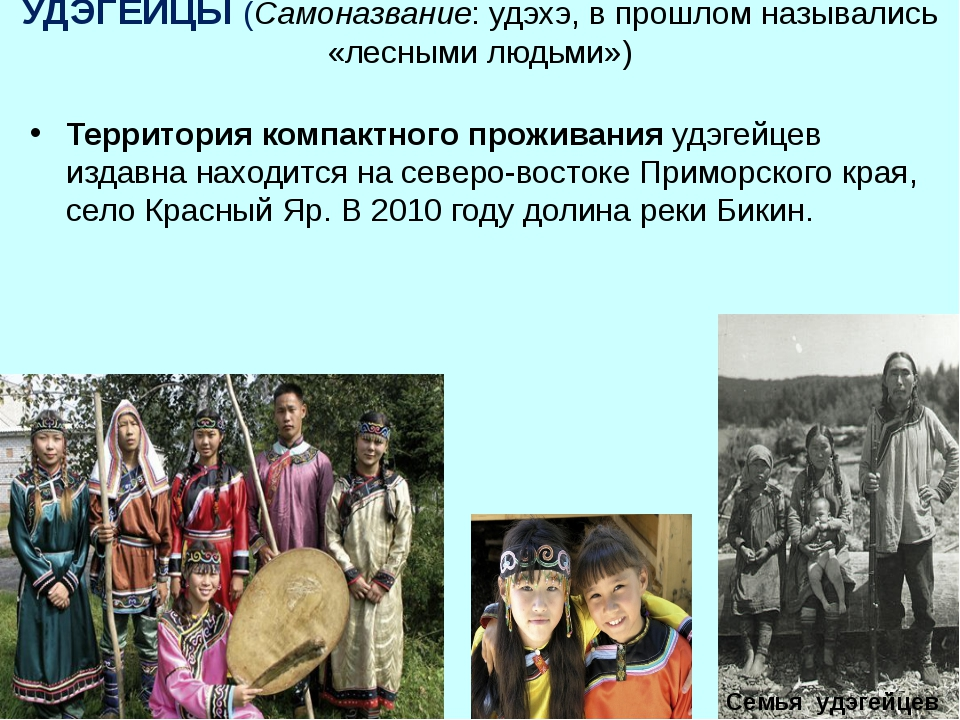 УДЭГЕЙЦЫ (Самоназвание: удэхэ, в прошлом назывались
«лесными людьми»)
• Территория компактного проживания удэгейцев
издавна находится на северо-востоке Приморского края,
село Красный Яр. В 2010 году долина реки Бикин.
Семья удэгейцев